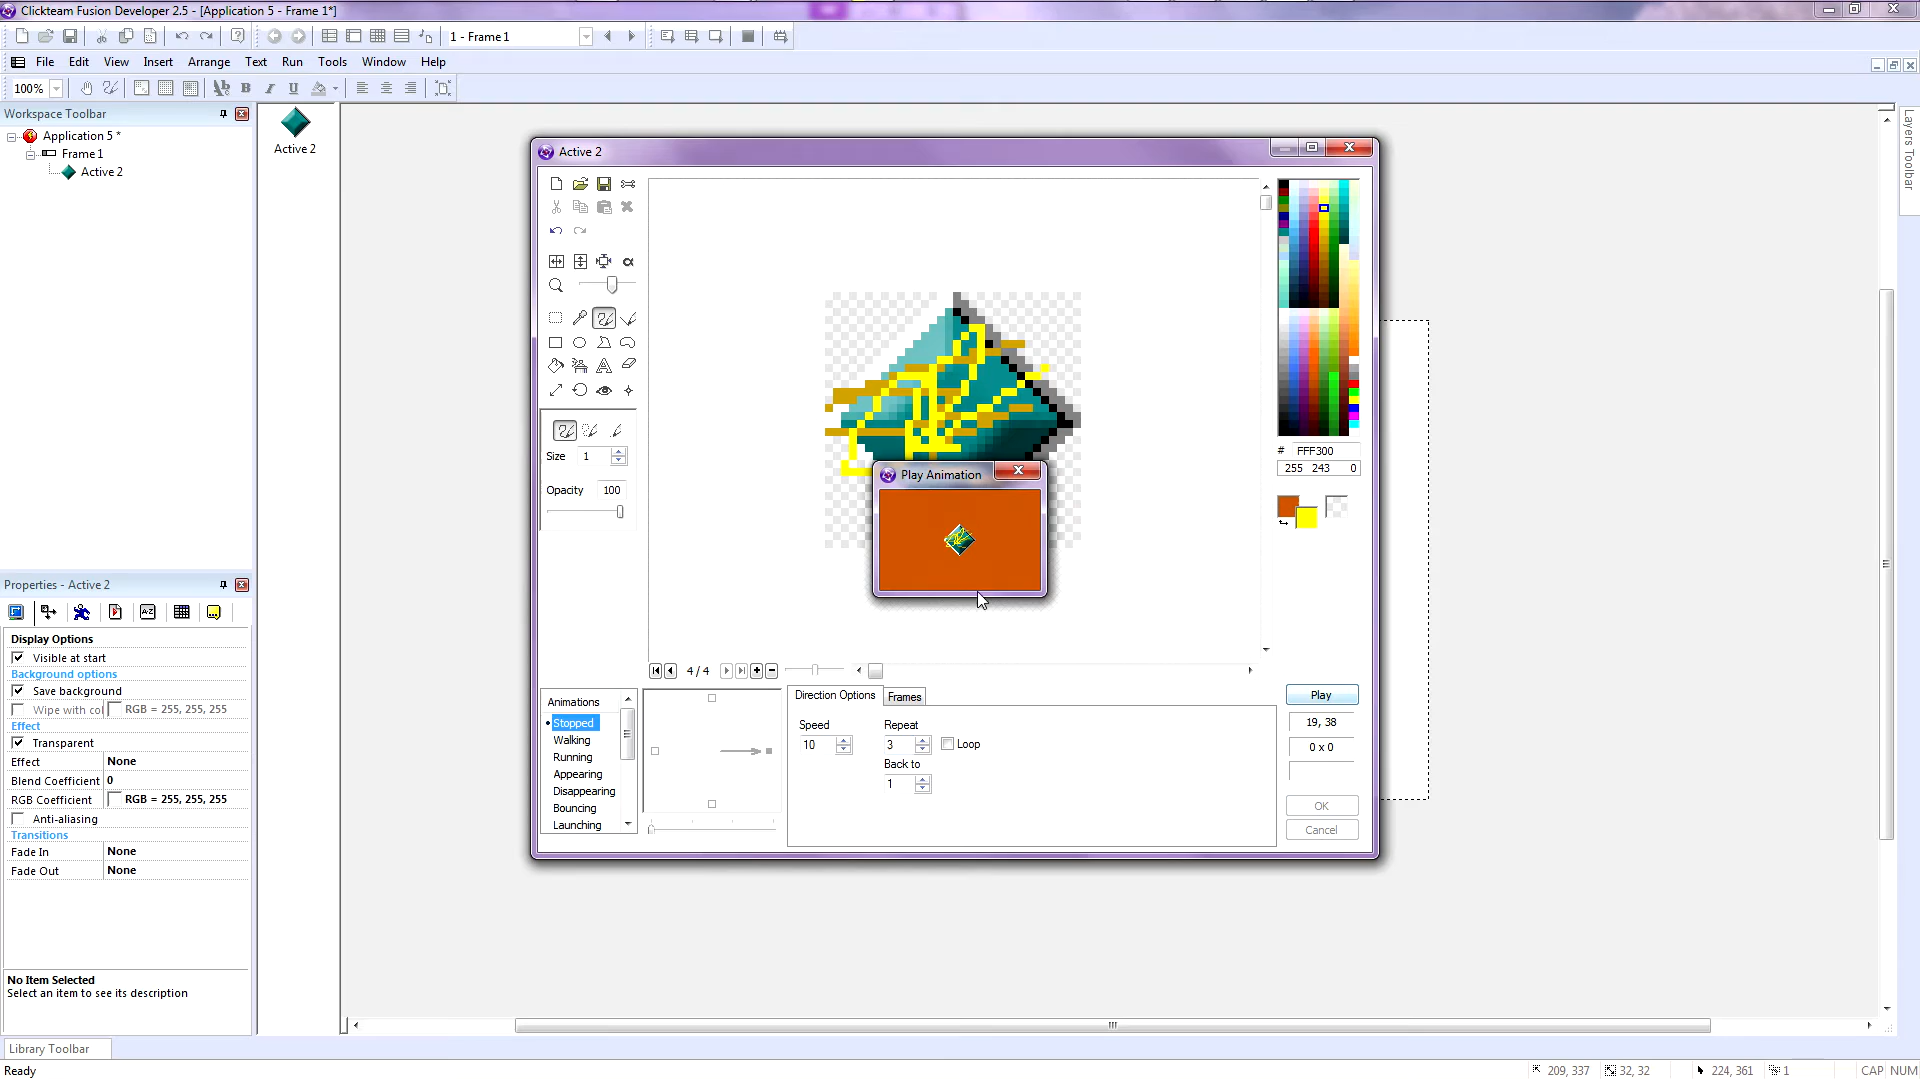 Clickteam Fusion Developer 2.5 - [Application 5 - Frame 1*]
1 - Frame 1
File Edit View Insert Arrange Text Run Tools Window Help
100%
Workspace Toolbar
Application 5 *
Frame 1
Active 2
Active 2
Layers Toolbar
Active 2
# FFF300
255 243 0
Size 1
Opacity 100
Play Animation
4 / 4
Animations
Stopped
Walking
Running
Appearing
Disappearing
Bouncing
Launching
Direction Options Frames
Speed Repeat
10 3 Loop
Back to
1
Play
19, 38
0 x 0
OK
Cancel
Properties - Active 2
Display Options
Visible at start
Background options
Save background
Wipe with col RGB = 255, 255, 255
Effect
Transparent
Effect None
Blend Coefficient 0
RGB Coefficient RGB = 255, 255, 255
Anti-aliasing
Transitions
Fade In None
Fade Out None
No Item Selected
Select an item to see its description
Library Toolbar
Ready 209, 337 32, 32 224, 361 1 CAP NUM